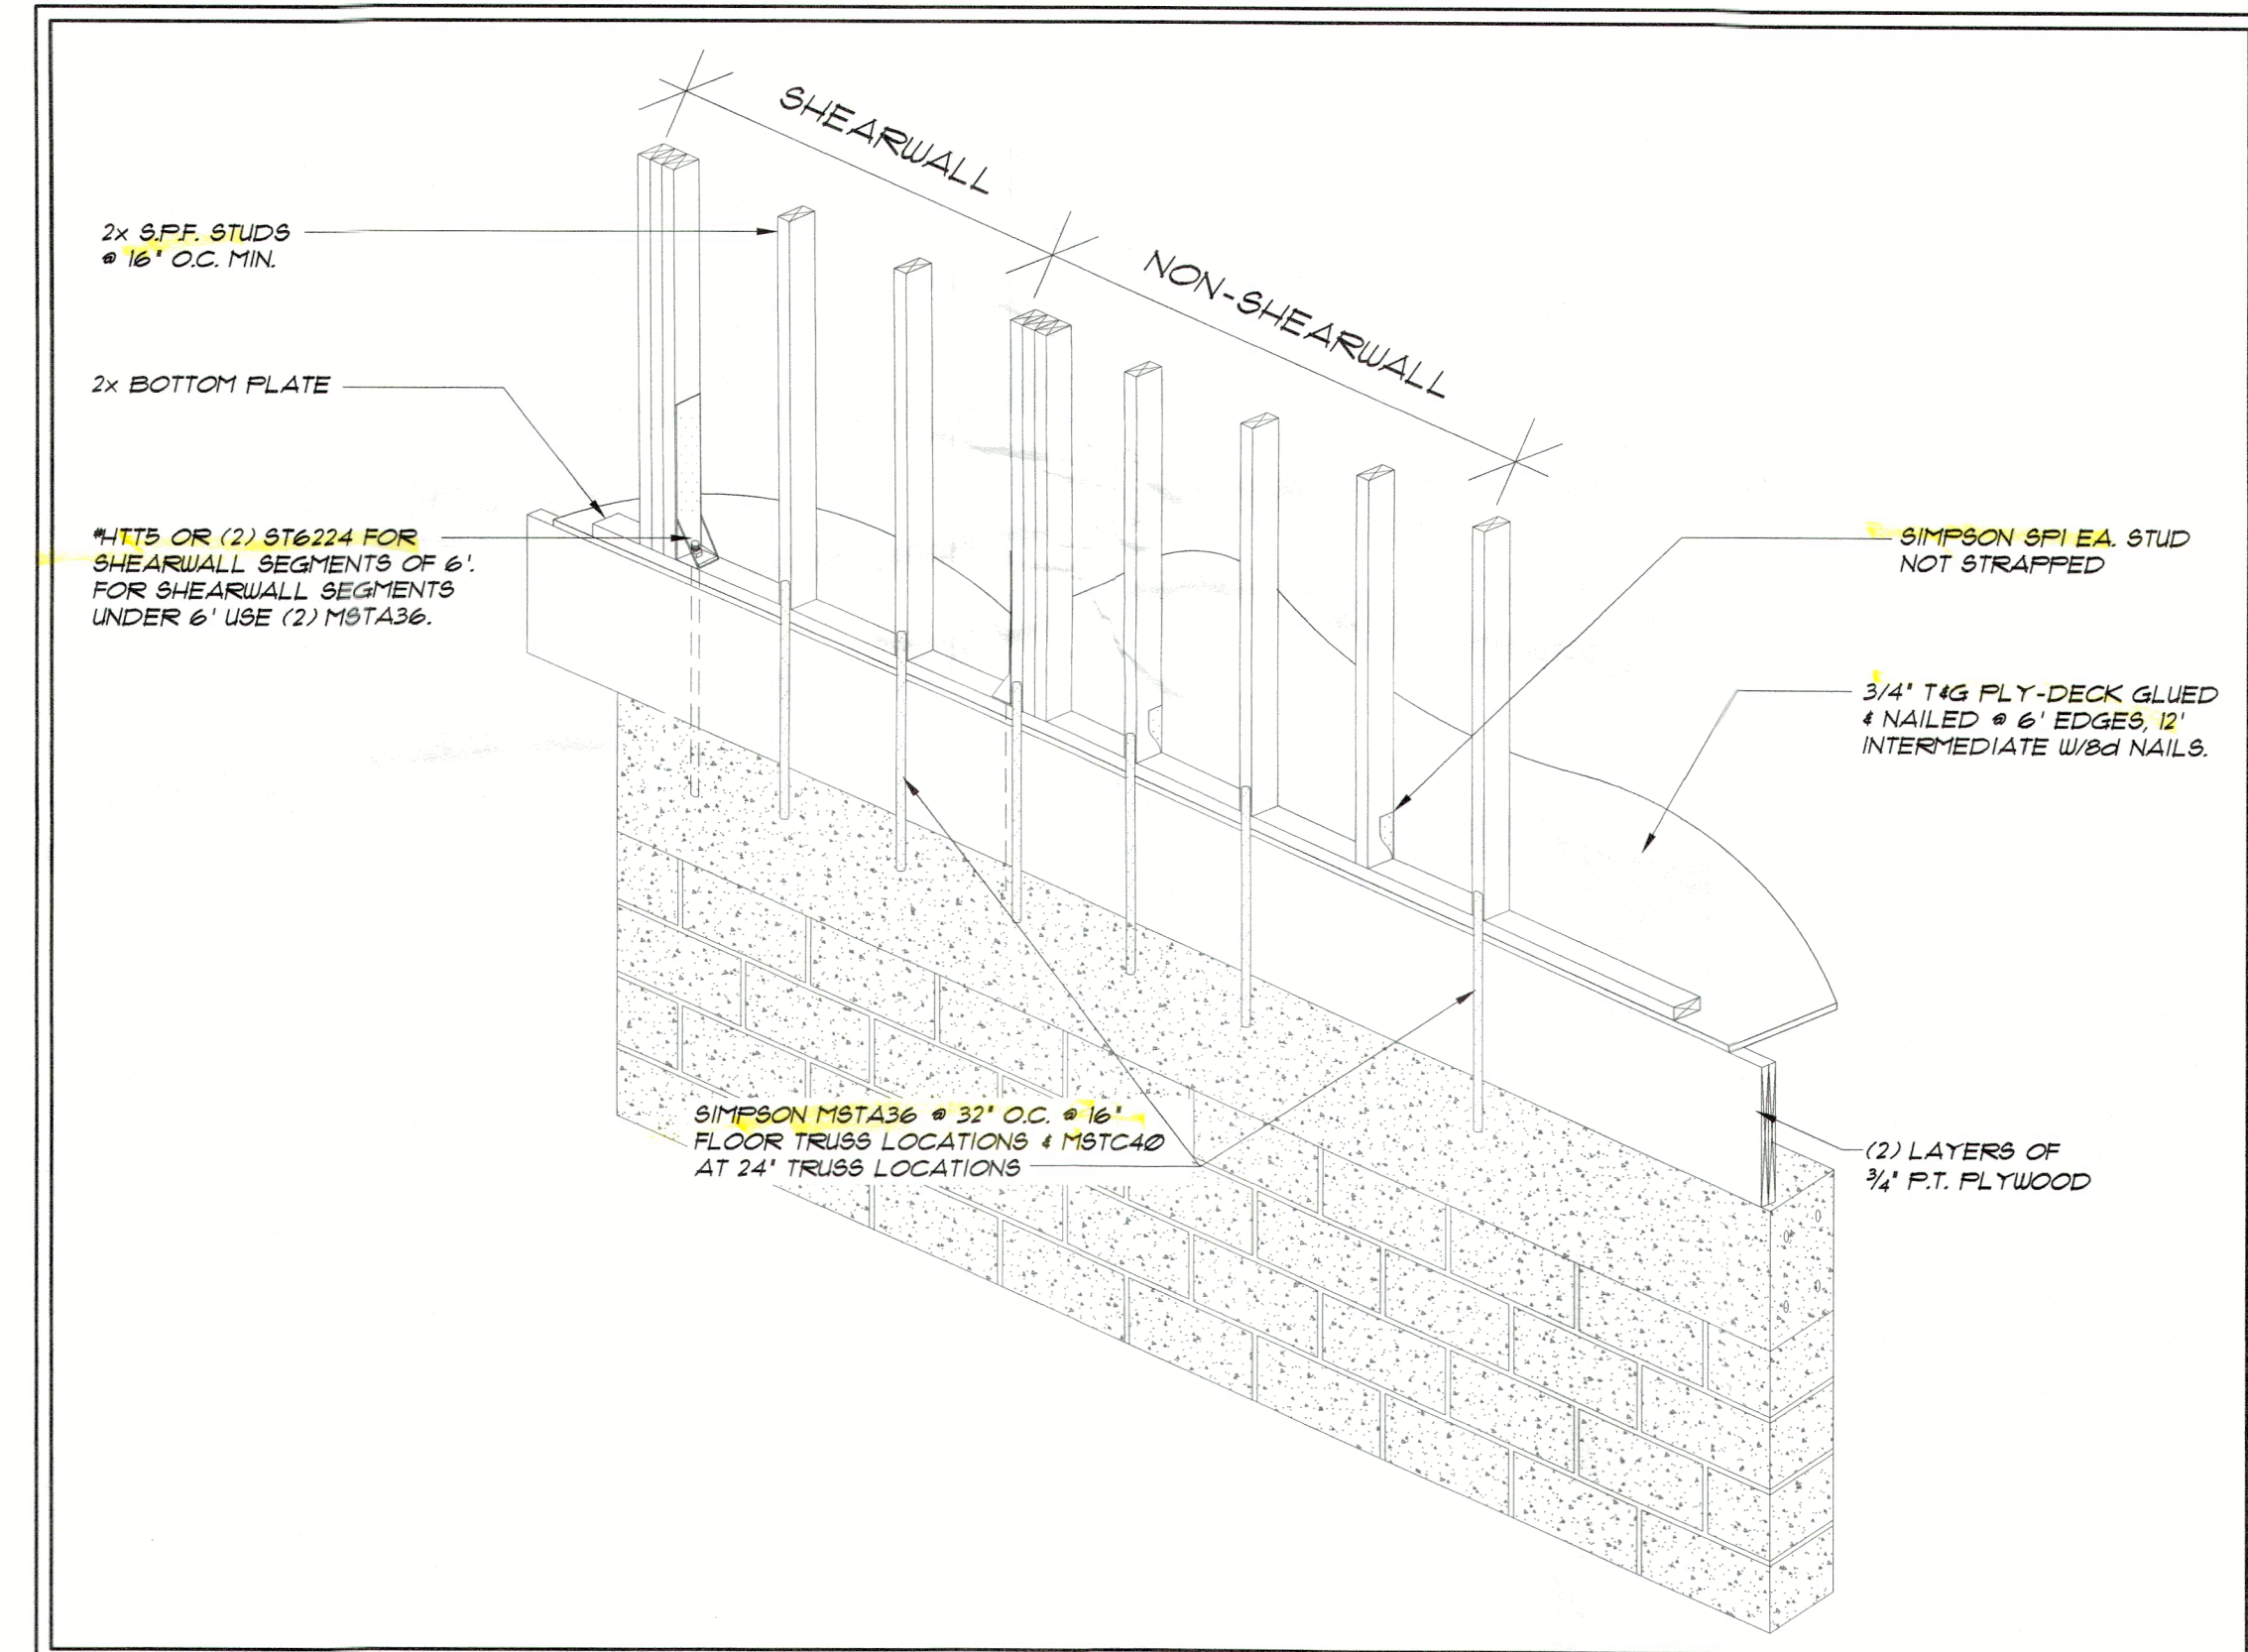 SHEARWALL
NON-SHEARWALL
2x S.P.F. STUDS
@ 16" O.C. MIN.
2x BOTTOM PLATE
*HTT5 OR (2) ST6224 FOR
SHEARWALL SEGMENTS OF 6'.
FOR SHEARWALL SEGMENTS
UNDER 6' USE (2) MSTA36.
SIMPSON SP1 EA. STUD
NOT STRAPPED
3/4" T&G PLY-DECK GLUED
& NAILED @ 6' EDGES, 12'
INTERMEDIATE W/8d NAILS.
SIMPSON MSTA36 @ 32" O.C. @ 16"
FLOOR TRUSS LOCATIONS & MSTC40
AT 24" TRUSS LOCATIONS
(2) LAYERS OF
3/4" P.T. PLYWOOD